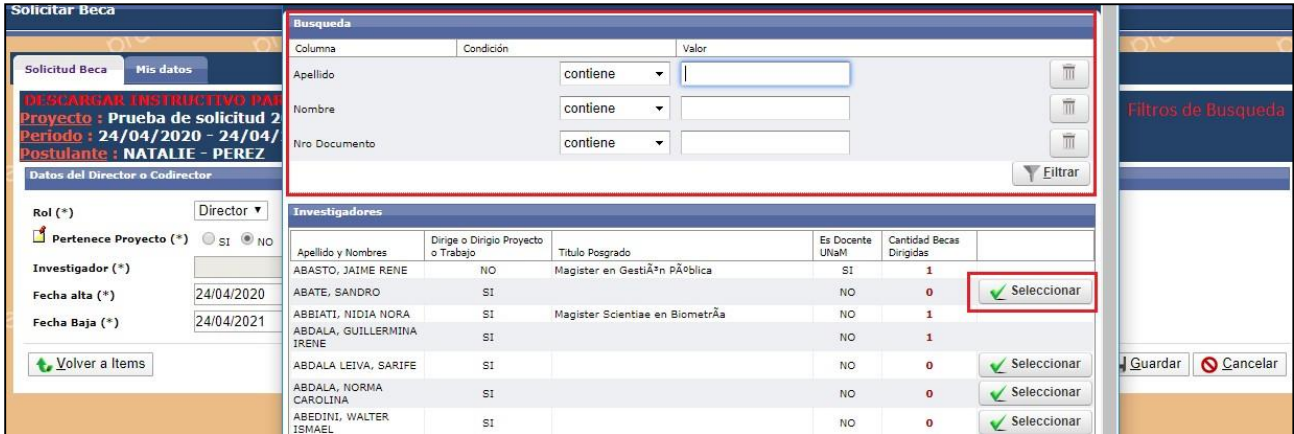 Solicitar Beca
Solicitud Beca Mis datos
DESCARGAR INSTRUCTIVO PAR
Proyecto : Prueba de solicitud 2
Periodo : 24/04/2020 - 24/04/
Postulante : NATALIE - PEREZ
Datos del Director o Codirector
Rol (*) Director
Pertenece Proyecto (*) SI NO
Investigador (*)
Fecha alta (*) 24/04/2020
Fecha Baja (*) 24/04/2021
Volver a Items
Busqueda
Columna Condición Valor
Apellido contiene
Nombre contiene
Nro Documento contiene
Filtrar
Filtros de Busqueda
Investigadores
Apellido y Nombres Dirige o Dirigio Proyecto o Trabajo Titulo Posgrado Es Docente UNaM Cantidad Becas Dirigidas
ABASTO, JAIME RENE NO Magister en GestiÃ³n PÃºblica SI 1
ABATE, SANDRO SI NO 0 Seleccionar
ABBIATI, NIDIA NORA SI Magister Scientiae en BiometrÃa NO 1
ABDALA, GUILLERMINA IRENE SI NO 1
ABDALA LEIVA, SARIFE SI NO 0 Seleccionar
ABDALA, NORMA CAROLINA SI NO 0 Seleccionar
ABEDINI, WALTER ISMAEL SI NO 0 Seleccionar
Guardar Cancelar